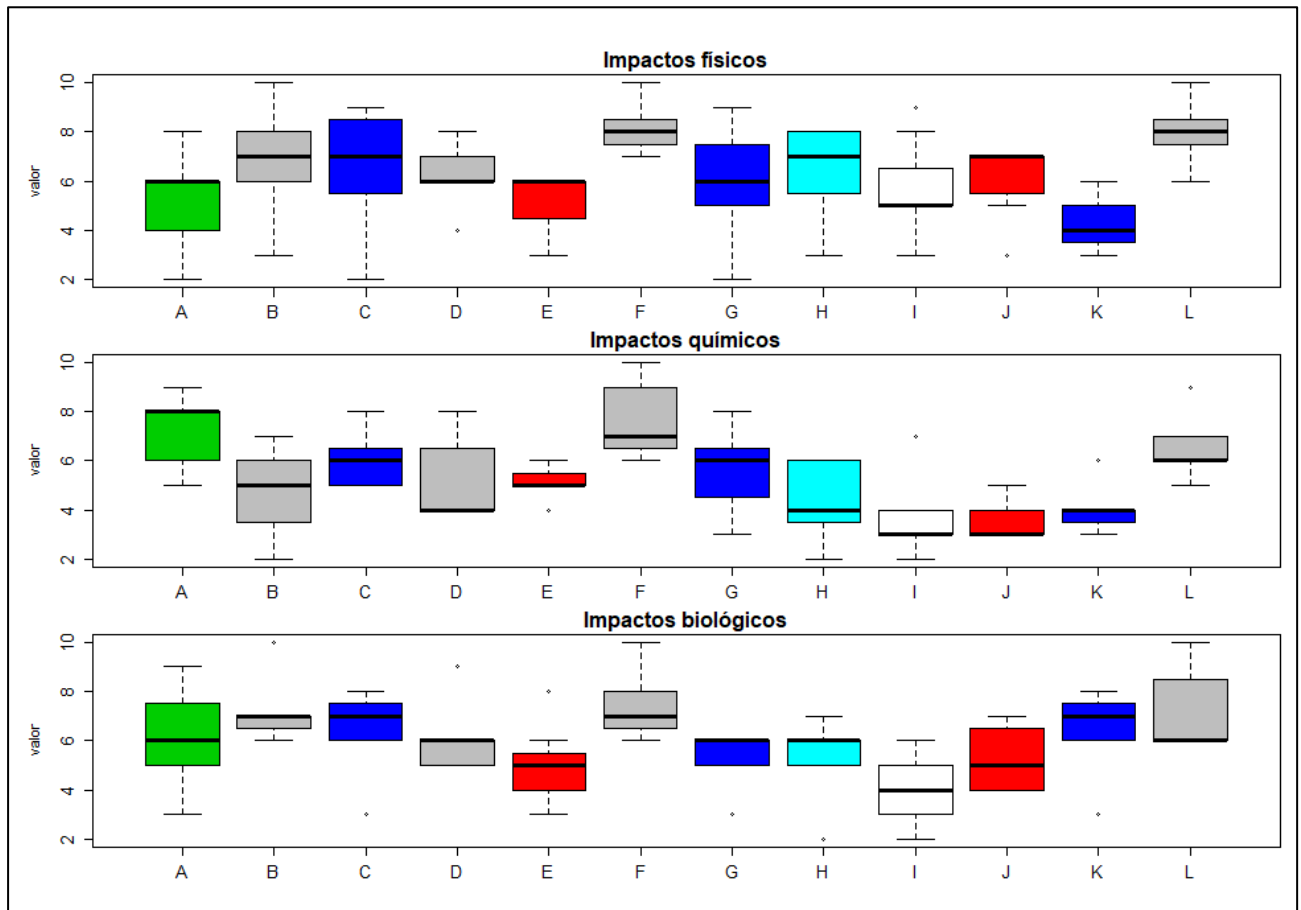 Impactos físicos
valor
10
8
6
4
2
A B C D E F G H I J K L
Impactos químicos
valor
10
8
6
4
2
A B C D E F G H I J K L
Impactos biológicos
valor
10
8
6
4
2
A B C D E F G H I J K L